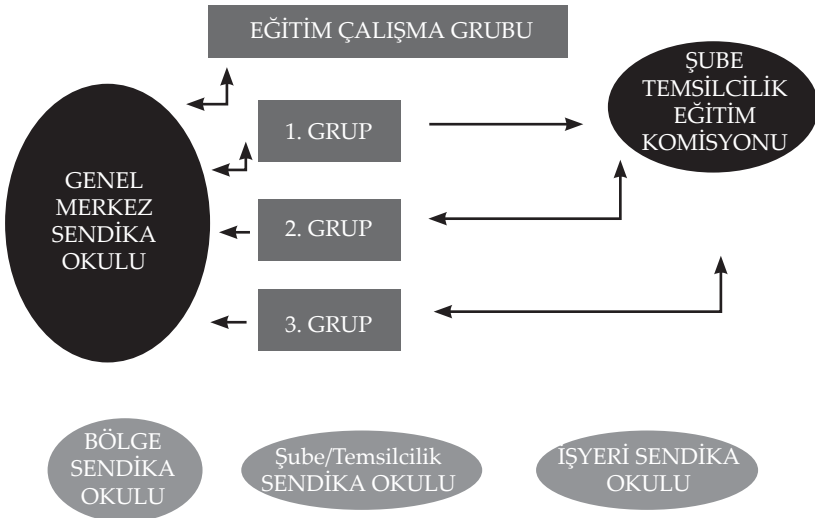 EĞİTİM ÇALIŞMA GRUBU
ŞUBE
TEMSİLCİLİK
EĞİTİM
KOMİSYONU
1. GRUP
GENEL
MERKEZ
SENDİKA
OKULU
2. GRUP
3. GRUP
BÖLGE
SENDİKA
OKULU
Şube/Temsilcilik
SENDİKA OKULU
İŞYERİ SENDİKA
OKULU